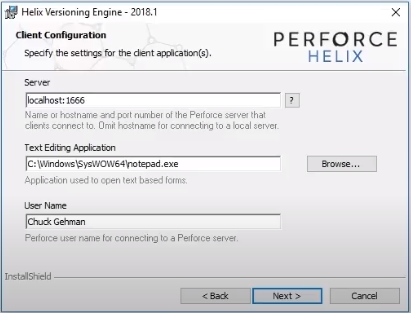 Helix Versioning Engine - 2018.1
Client Configuration
Specify the settings for the client application(s).
PERFORCE
HELIX
Server
localhost:1666
?
Name or hostname and port number of the Perforce server that
clients connect to. Omit hostname for connecting to a local server.
Text Editing Application
C:\Windows\SysWOW64\notepad.exe
Browse...
Application used to open text based forms.
User Name
Chuck Gehman
Perforce user name for connecting to a Perforce server.
InstallShield
< Back
Next >
Cancel